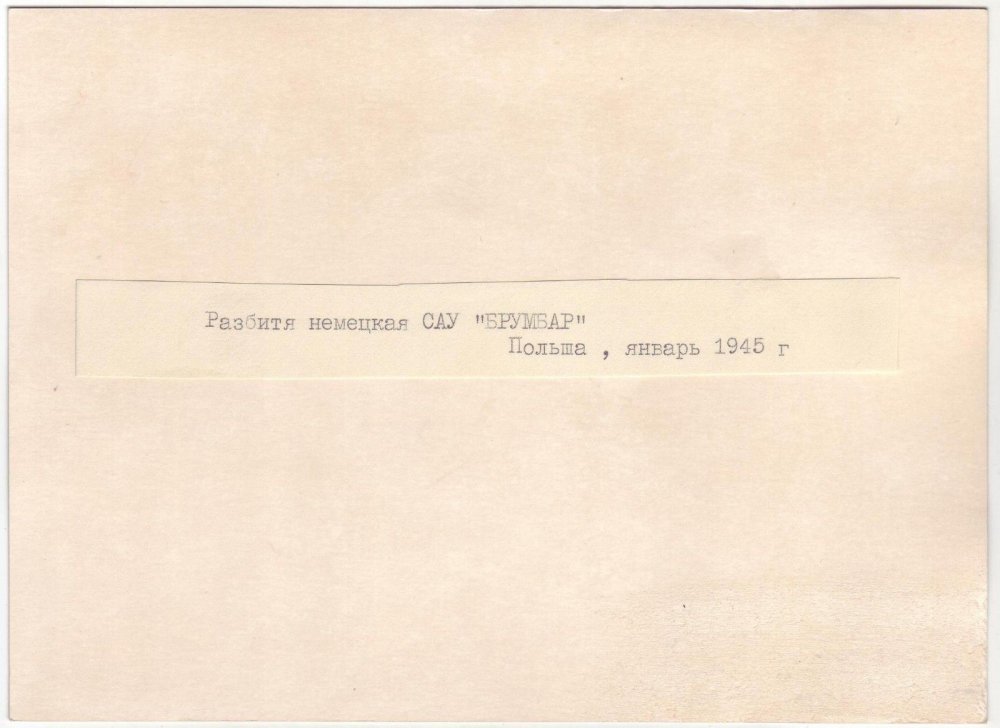 Разбитя немецкая САУ "БРУМБАР"
Польша , январь 1945 г